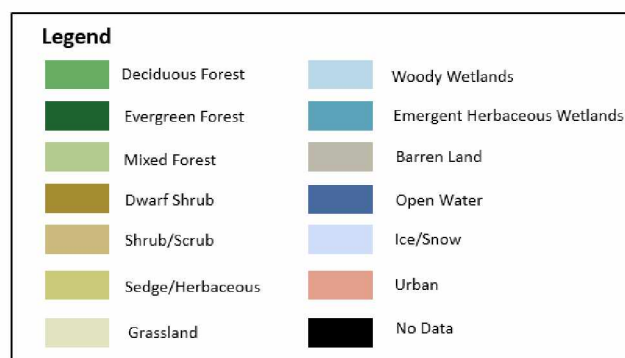 Legend
Deciduous Forest
Evergreen Forest
Mixed Forest
Dwarf Shrub
Shrub/Scrub
Sedge/Herbaceous
Grassland
Woody Wetlands
Emergent Herbaceous Wetlands
Barren Land
Open Water
Ice/Snow
Urban
No Data